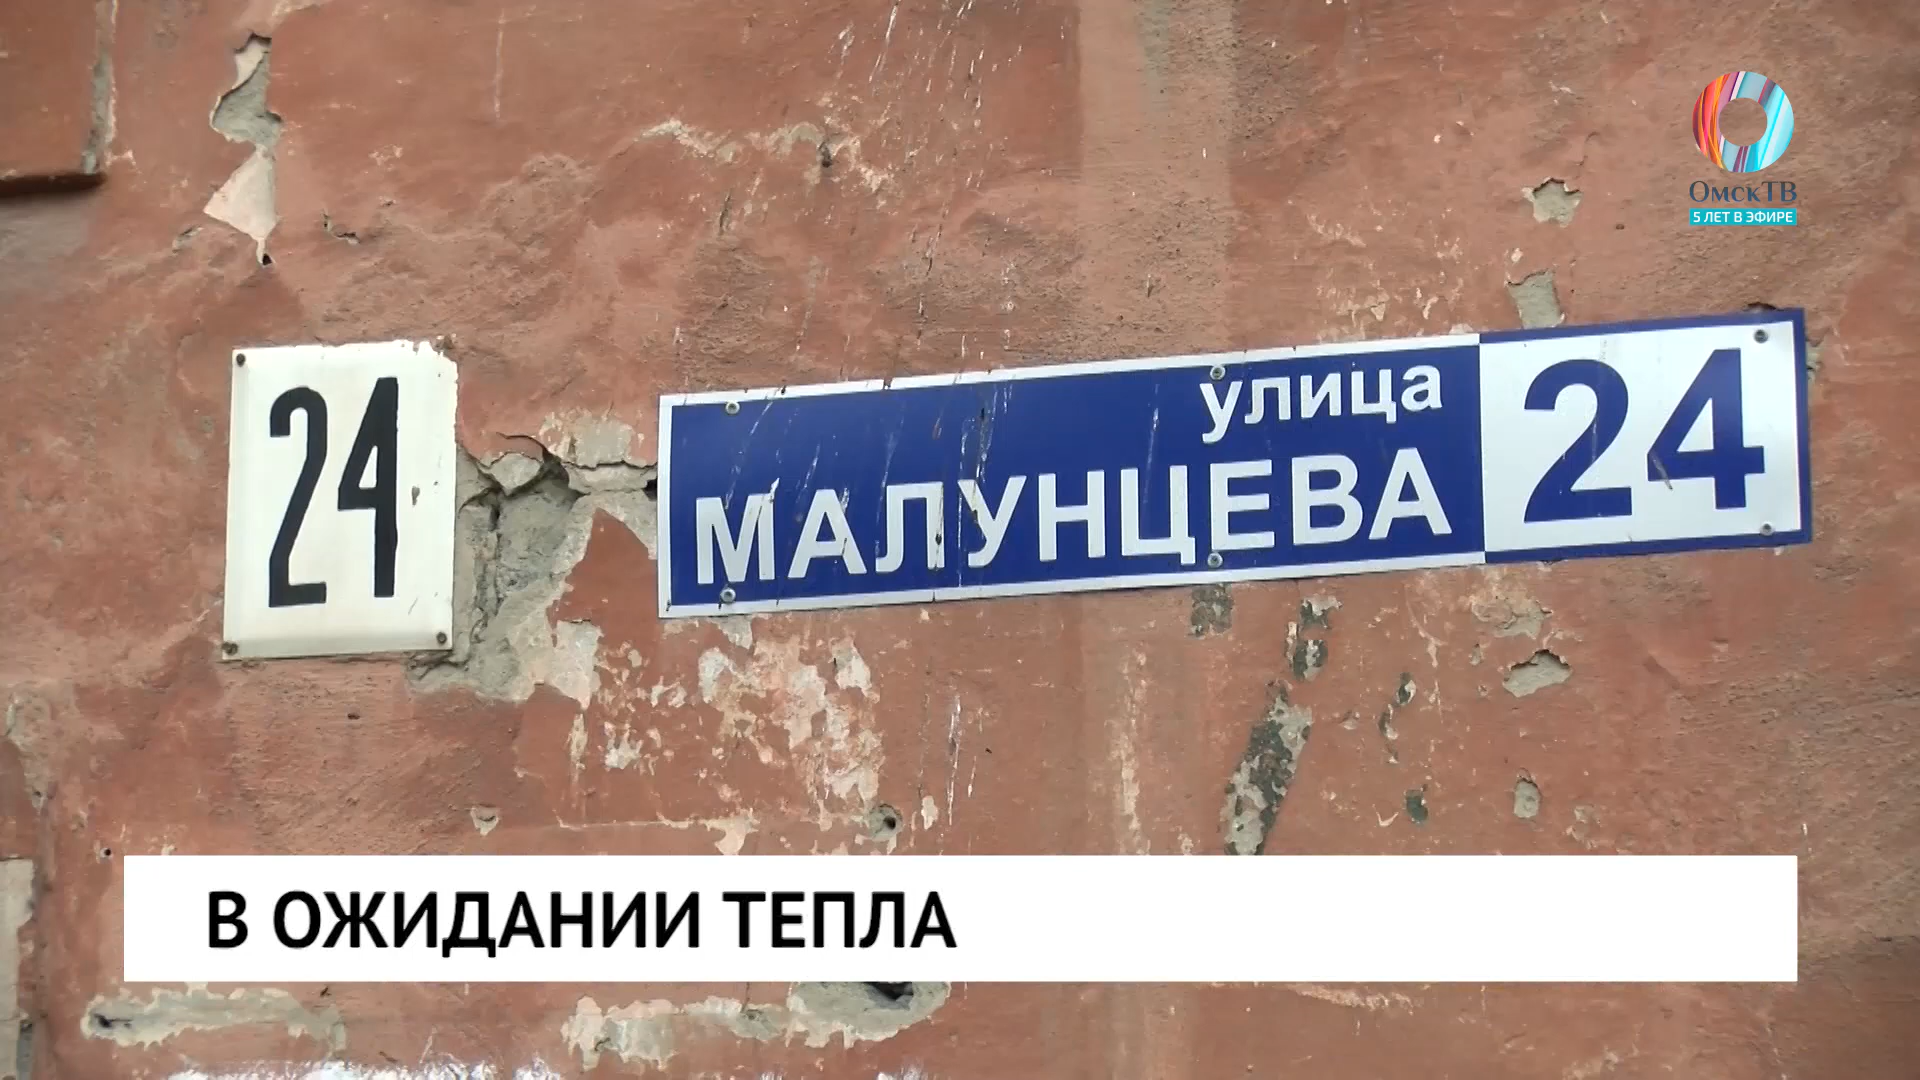 ОмскТВ
5 ЛЕТ В ЭФИРЕ
24
улица
МАЛУНЦЕВА
24
В ОЖИДАНИИ ТЕПЛА